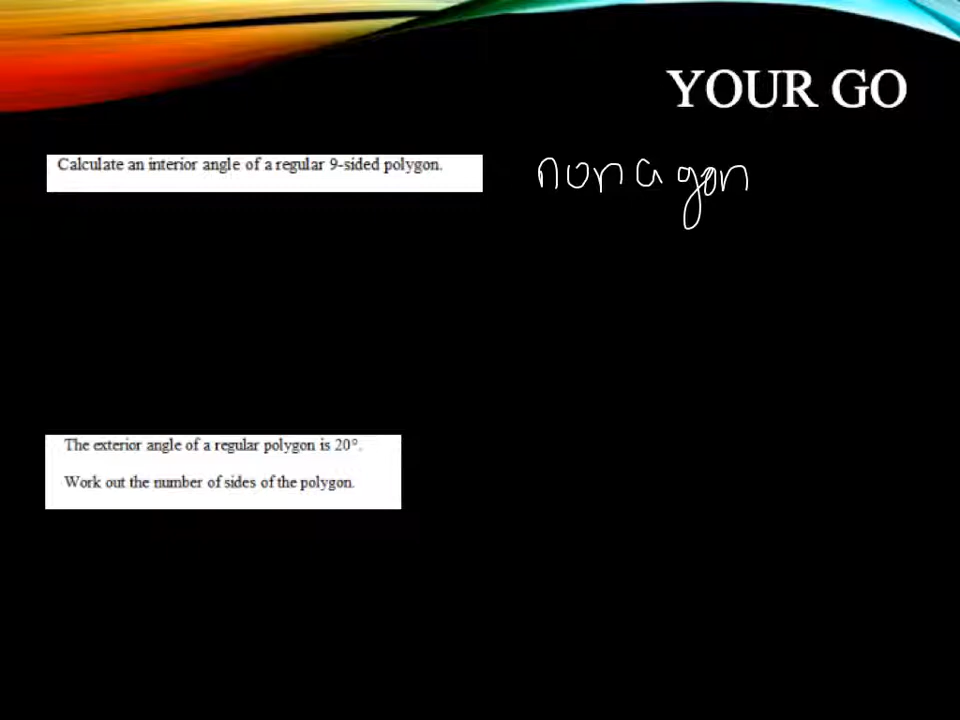 YOUR GO
Calculate an interior angle of a regular 9-sided polygon.
nonagon
The exterior angle of a regular polygon is 20°.
Work out the number of sides of the polygon.